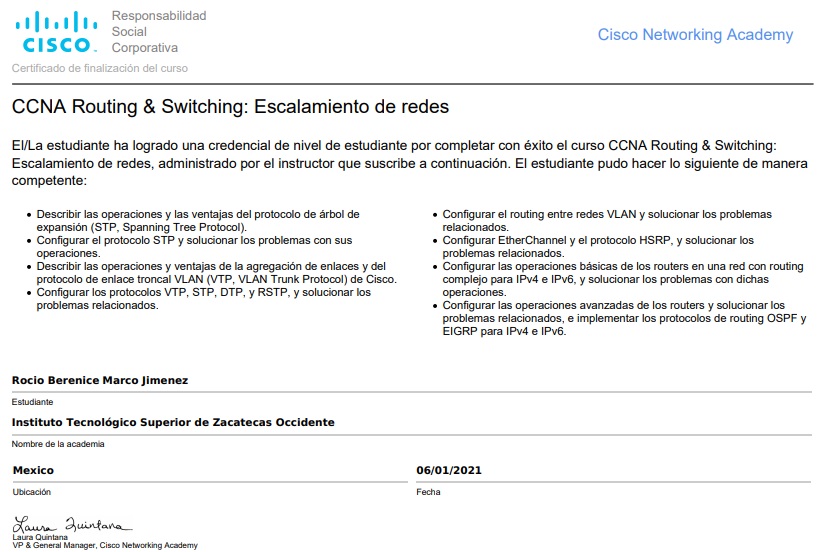 CISCO.
Responsabilidad
Social
Corporativa
Cisco Networking Academy
Certificado de finalización del curso
CCNA Routing & Switching: Escalamiento de redes
El/La estudiante ha logrado una credencial de nivel de estudiante por completar con éxito el curso CCNA Routing & Switching:
Escalamiento de redes, administrado por el instructor que suscribe a continuación. El estudiante pudo hacer lo siguiente de manera
competente:
• Describir las operaciones y las ventajas del protocolo de árbol de
expansión (STP, Spanning Tree Protocol).
• Configurar el protocolo STP y solucionar los problemas con sus
operaciones.
• Describir las operaciones y ventajas de la agregación de enlaces y del
protocolo de enlace troncal VLAN (VTP, VLAN Trunk Protocol) de Cisco.
• Configurar los protocolos VTP, STP, DTP, y RSTP, y solucionar los
problemas relacionados.
• Configurar el routing entre redes VLAN y solucionar los problemas
relacionados.
• Configurar EtherChannel y el protocolo HSRP, y solucionar los
problemas relacionados.
• Configurar las operaciones básicas de los routers en una red con routing
complejo para IPv4 e IPv6, y solucionar los problemas con dichas
operaciones.
• Configurar las operaciones avanzadas de los routers y solucionar los
problemas relacionados, e implementar los protocolos de routing OSPF y
EIGRP para IPv4 e IPv6.
Rocio Berenice Marco Jimenez
Estudiante
Instituto Tecnológico Superior de Zacatecas Occidente
Nombre de la academia
Mexico
06/01/2021
Ubicación
Fecha
Laura Quintana
Laura Quintana
VP & General Manager, Cisco Networking Academy